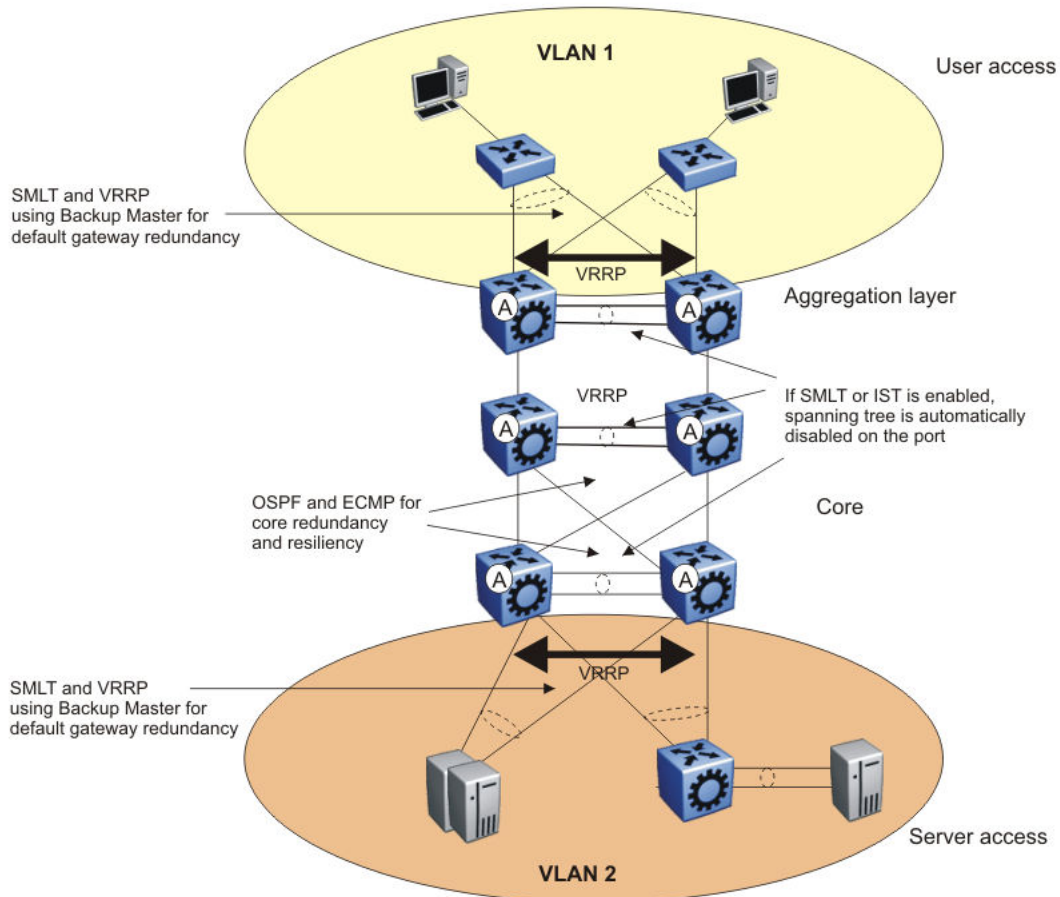 VLAN 1
User access
SMLT and VRRP
using Backup Master for
default gateway redundancy
VRRP
A
A
Aggregation layer
VRRP
If SMLT or IST is enabled,
spanning tree is automatically
disabled on the port
A
A
OSPF and ECMP for
core redundancy
and resiliency
Core
A
A
VRRP
SMLT and VRRP
using Backup Master for
default gateway redundancy
Server access
VLAN 2